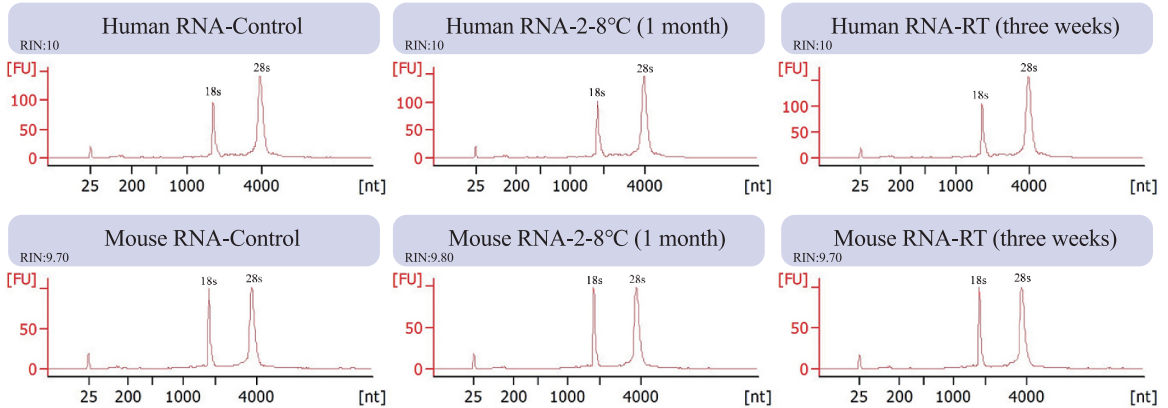 Human RNA-Control
RIN:10
[FU]
100
50
0
18s
28s
25 200 1000 4000 [nt]
Human RNA-2-8°C (1 month)
RIN:10
[FU]
100
50
0
18s
28s
25 200 1000 4000 [nt]
Human RNA-RT (three weeks)
RIN:10
[FU]
100
50
0
18s
28s
25 200 1000 4000 [nt]
Mouse RNA-Control
RIN:9.70
[FU]
50
0
18s
28s
25 200 1000 4000 [nt]
Mouse RNA-2-8°C (1 month)
RIN:9.80
[FU]
50
0
18s
28s
25 200 1000 4000 [nt]
Mouse RNA-RT (three weeks)
RIN:9.70
[FU]
50
0
18s
28s
25 200 1000 4000 [nt]